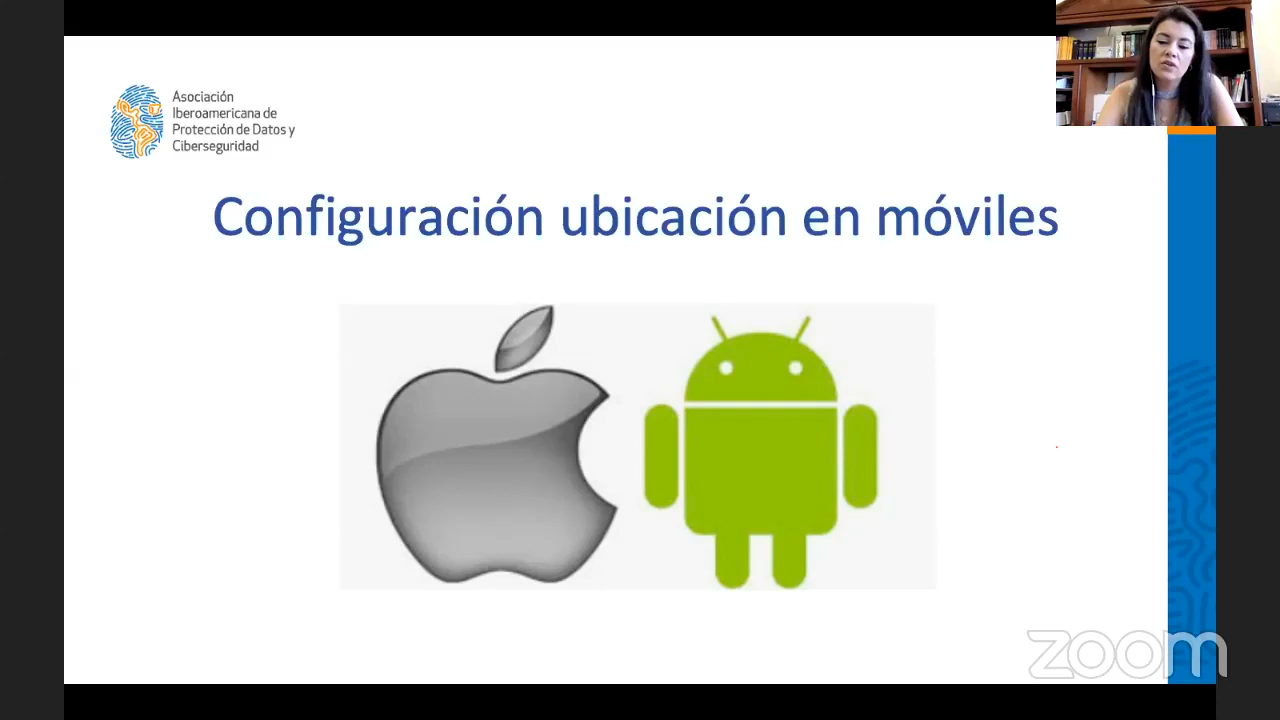 Asociación
Iberoamericana de
Protección de Datos y
Ciberseguridad
Configuración ubicación en móviles
zoom